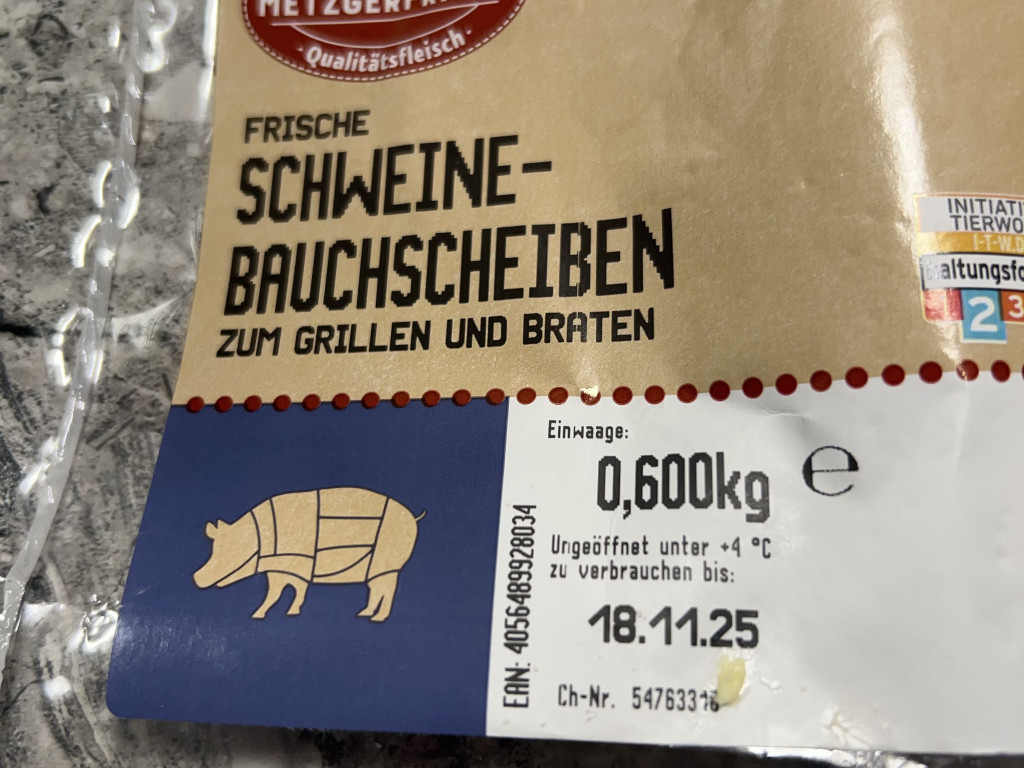 METZGERFR
· Qualitätsfleisch ·
FRISCHE
SCHWEINE-
BAUCHSCHEIBEN
ZUM GRILLEN UND BRATEN
INITIATI
TIERWO
I-T-W.D
altungsfo
2 3
Einwaage:
0,600kg e
Ungeöffnet unter +4 °C
zu verbrauchen bis:
18.11.25
Ch-Nr. 54763316
EAN: 4056489928034